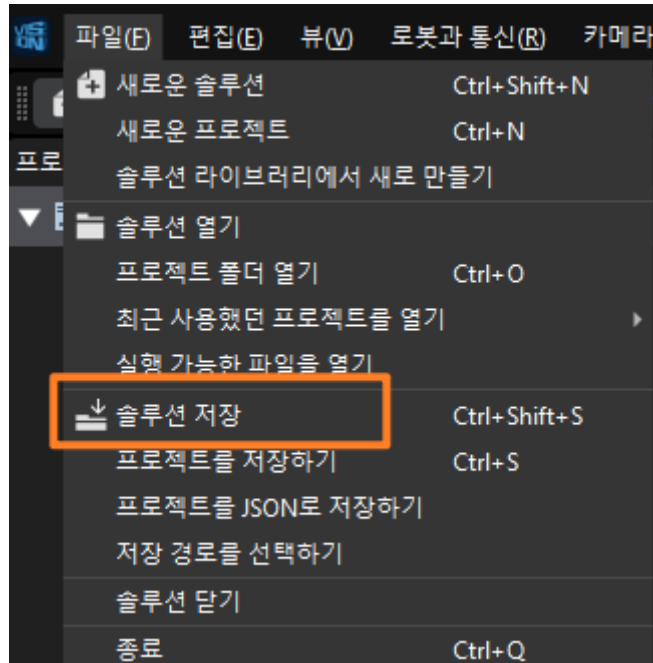 VISION 파일(F) 편집(E) 뷰(V) 로봇과 통신(R) 카메라
새로운 솔루션 Ctrl+Shift+N
새로운 프로젝트 Ctrl+N
프로
솔루션 라이브러리에서 새로 만들기
솔루션 열기
프로젝트 폴더 열기 Ctrl+O
최근 사용했던 프로젝트를 열기
실행 가능한 파일을 열기
솔루션 저장 Ctrl+Shift+S
프로젝트를 저장하기 Ctrl+S
프로젝트를 JSON로 저장하기
저장 경로를 선택하기
솔루션 닫기
종료 Ctrl+Q